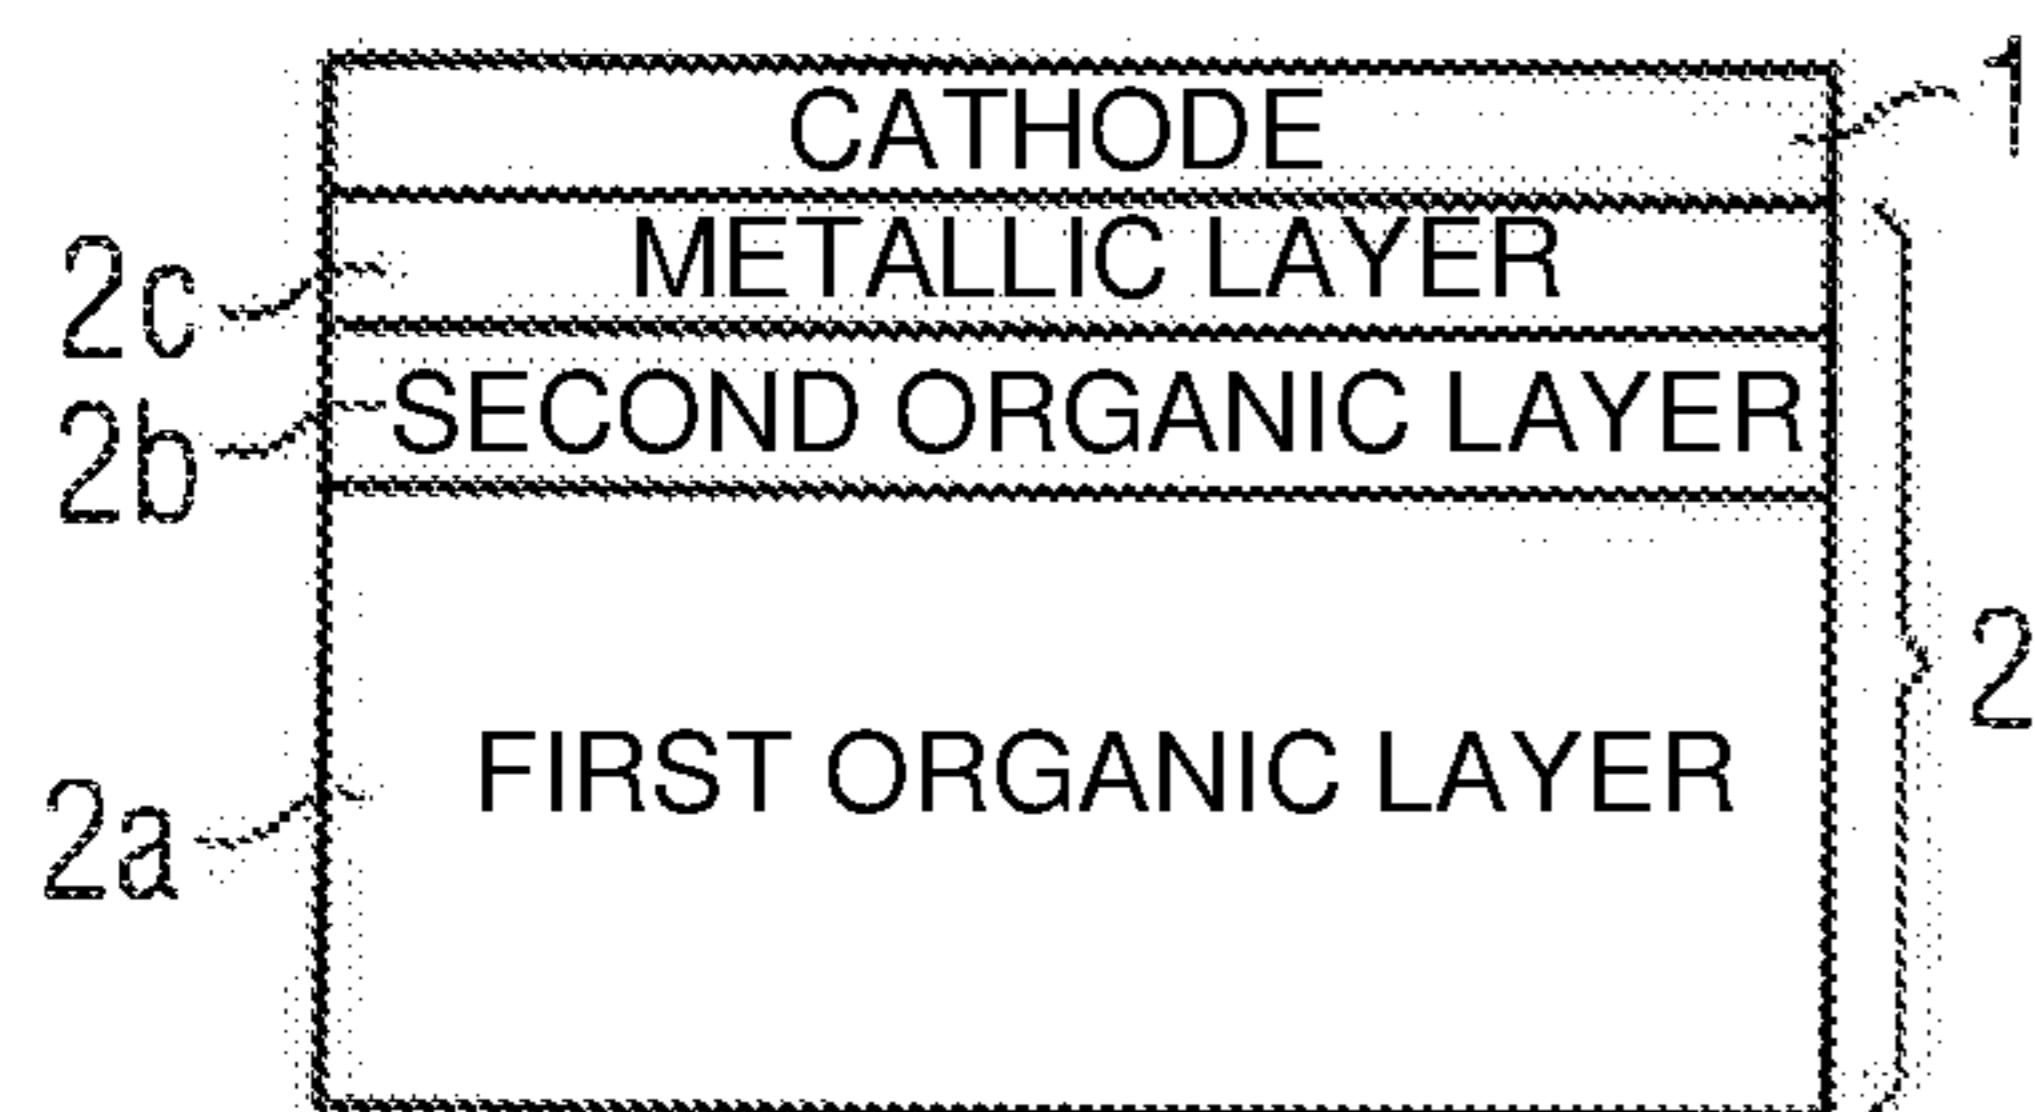 CATHODE
1
METALLIC LAYER
2c
SECOND ORGANIC LAYER
2b
2
FIRST ORGANIC LAYER
2a